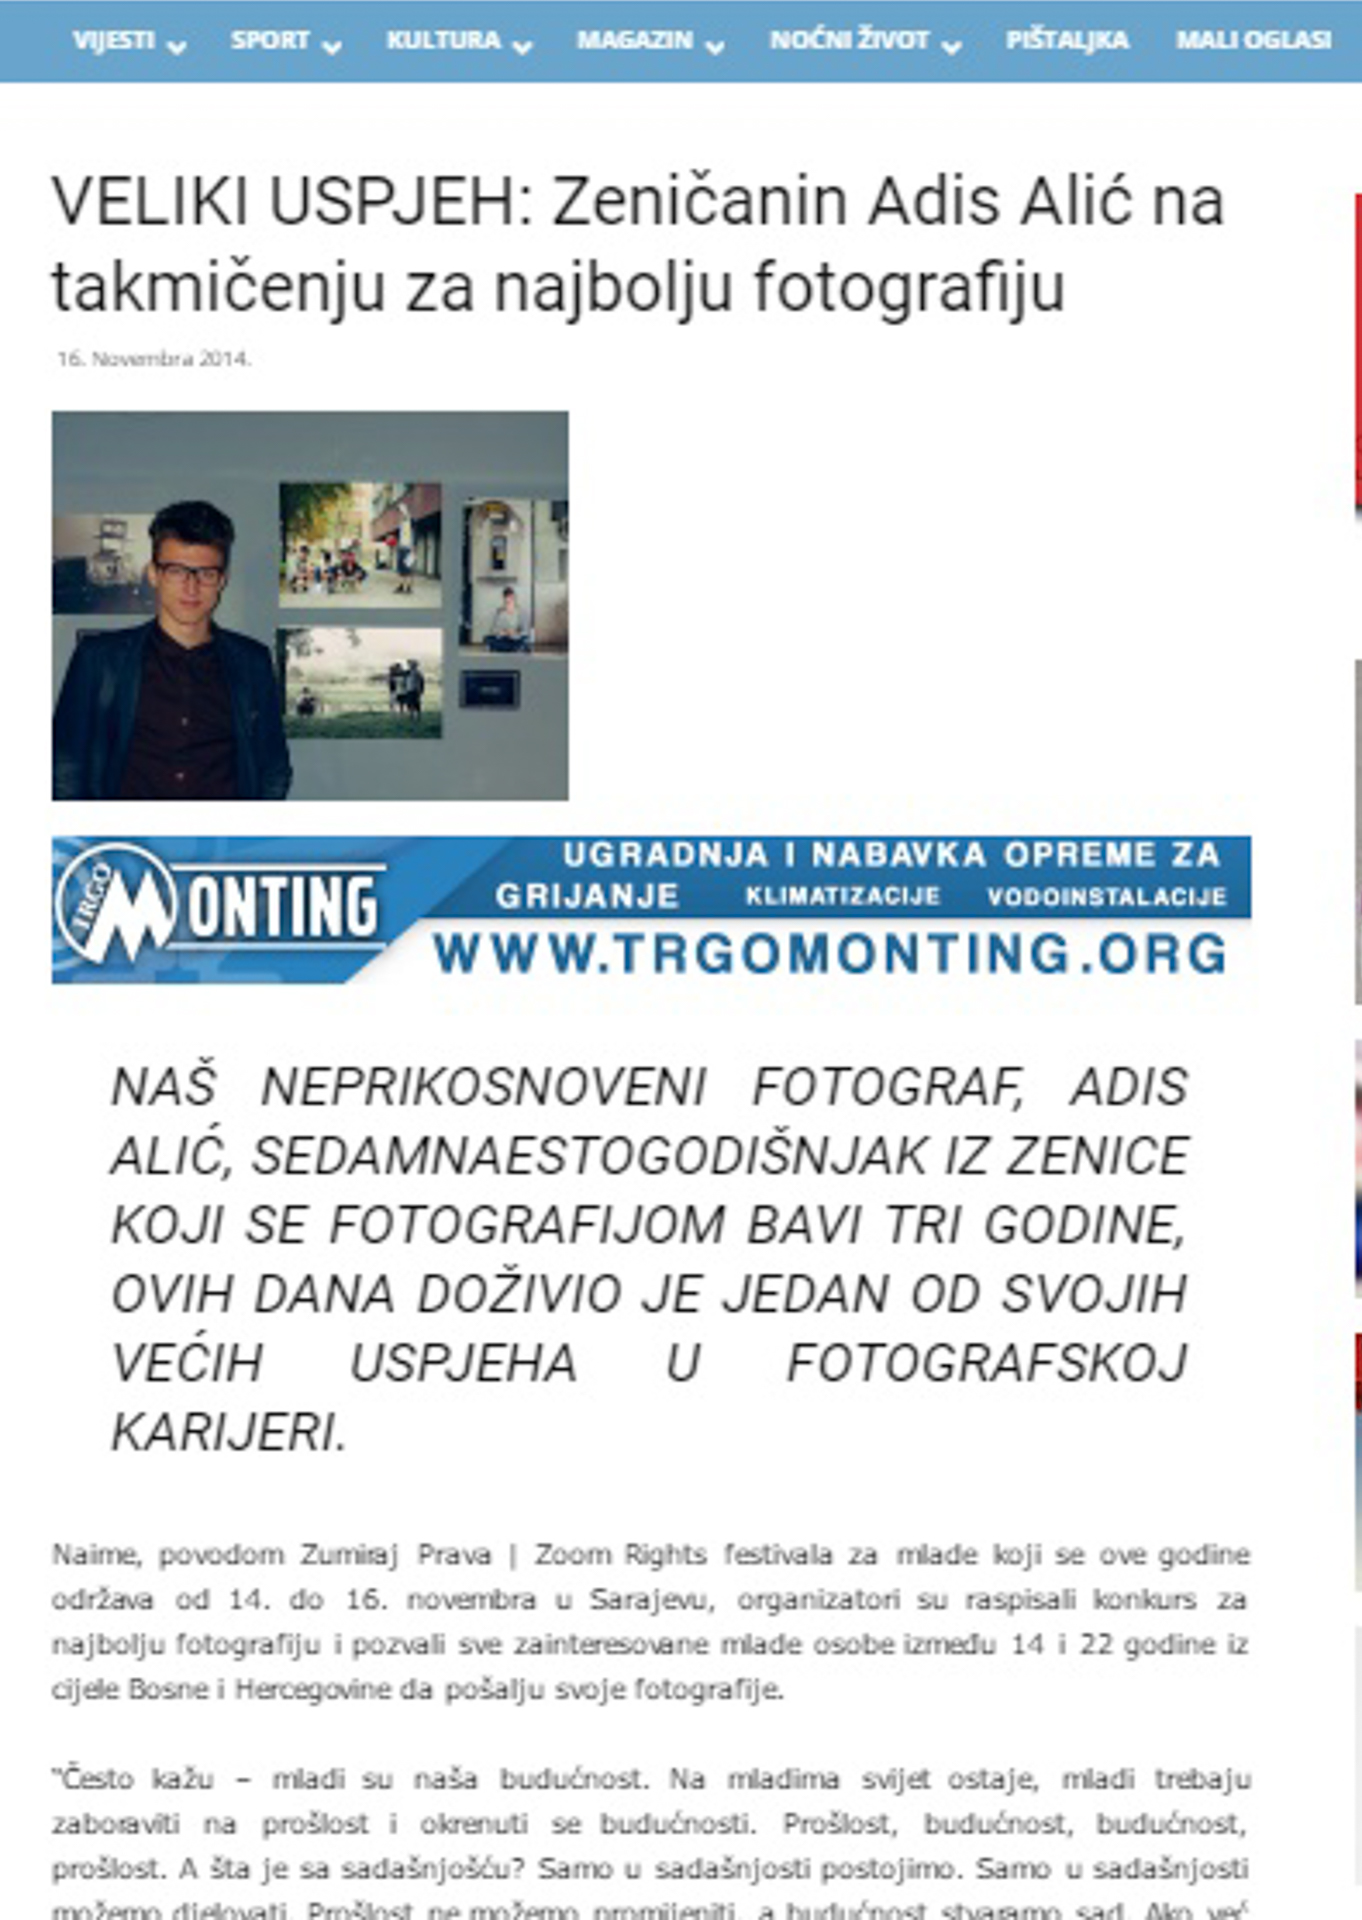 VIJESTI SPORT KULTURA MAGAZIN NOĆNI ŽIVOT PIŠTALJKA MALI OGLASI
VELIKI USPJEH: Zeničanin Adis Alić na
takmičenju za najbolju fotografiju
16. Novembra 2014.
TRGO MONTING
UGRADNJA I NABAVKA OPREME ZA
GRIJANJE KLIMATIZACIJE VODOINSTALACIJE
WWW.TRGOMONTING.ORG
NAŠ NEPRIKOSNOVENI FOTOGRAF, ADIS
ALIĆ, SEDAMNAESTOGODIŠNJAK IZ ZENICE
KOJI SE FOTOGRAFIJOM BAVI TRI GODINE,
OVIH DANA DOŽIVIO JE JEDAN OD SVOJIH
VEĆIH USPJEHA U FOTOGRAFSKOJ
KARIJERI.
Naime, povodom Zumiraj Prava | Zoom Rights festivala za mlade koji se ove godine
održava od 14. do 16. novembra u Sarajevu, organizatori su raspisali konkurs za
najbolju fotografiju i pozvali sve zainteresovane mlade osobe između 14 i 22 godine iz
cijele Bosne i Hercegovine da pošalju svoje fotografije.
“Često kažu – mladi su naša budućnost. Na mladima svijet ostaje, mladi trebaju
zaboraviti na prošlost i okrenuti se budućnosti. Prošlost, budućnost, budućnost,
prošlost. A šta je sa sadašnjošću? Samo u sadašnjosti postojimo. Samo u sadašnjosti
možemo djelovati. Prošlost ne možemo promijeniti, a budućnost stvaramo sad. Ako već